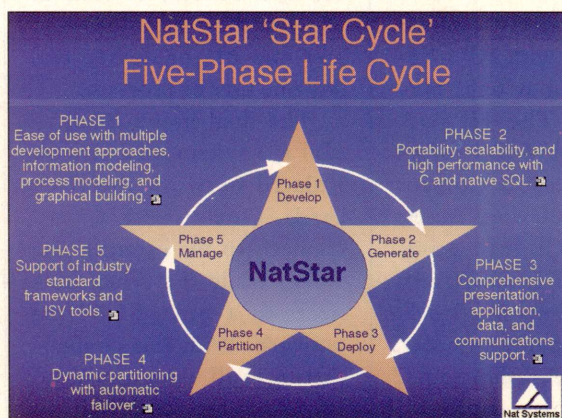 NatStar 'Star Cycle'
Five-Phase Life Cycle
PHASE 1
Ease of use with multiple
development approaches,
information modeling,
process modeling, and
graphical building.
PHASE 2
Portability, scalability, and
high performance with
C and native SQL.
Phase 1
Develop
Phase 5
Manage
Phase 2
Generate
NatStar
PHASE 5
Support of industry
standard
frameworks and
ISV tools.
PHASE 3
Comprehensive
presentation,
application,
data, and
communications
support.
Phase 4
Partition
Phase 3
Deploy
PHASE 4
Dynamic partitioning
with automatic
failover.
Nat Systems